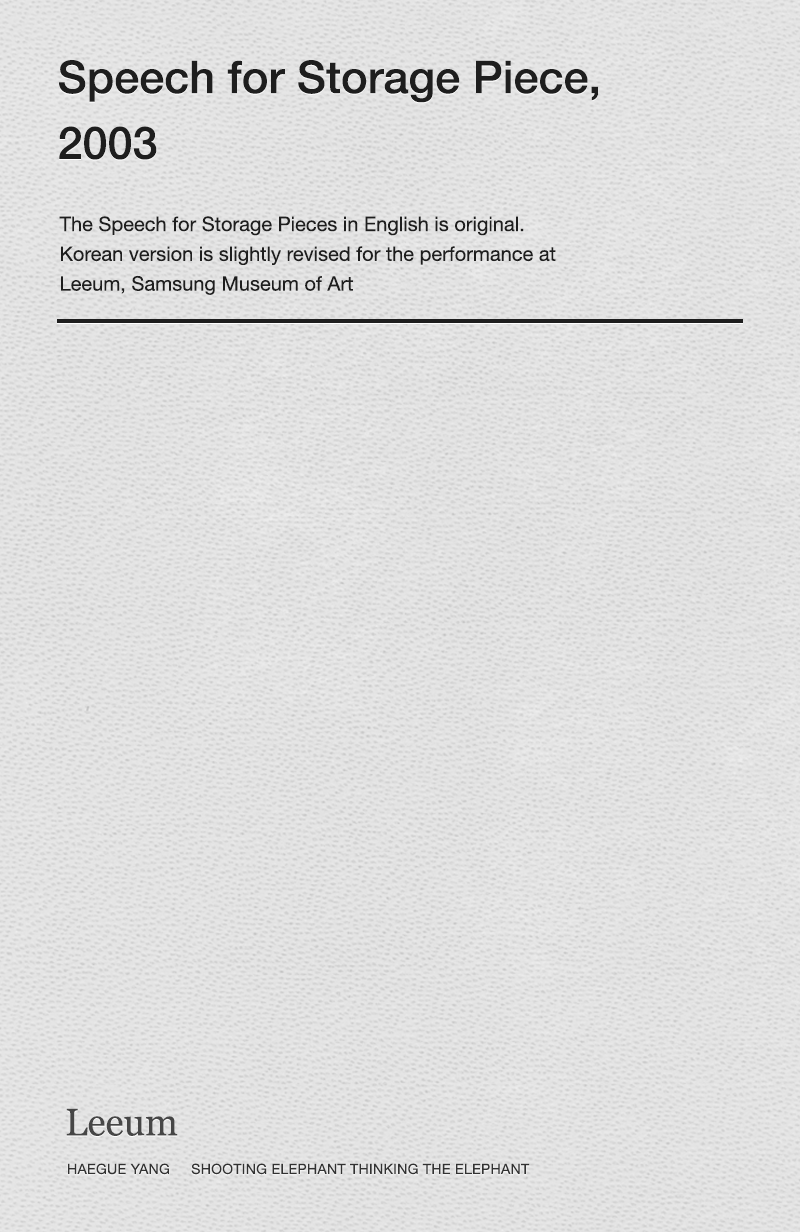 Speech for Storage Piece,
2003
The Speech for Storage Pieces in English is original.
Korean version is slightly revised for the performance at
Leeum, Samsung Museum of Art
Leeum
HAEGUE YANG SHOOTING ELEPHANT THINKING THE ELEPHANT